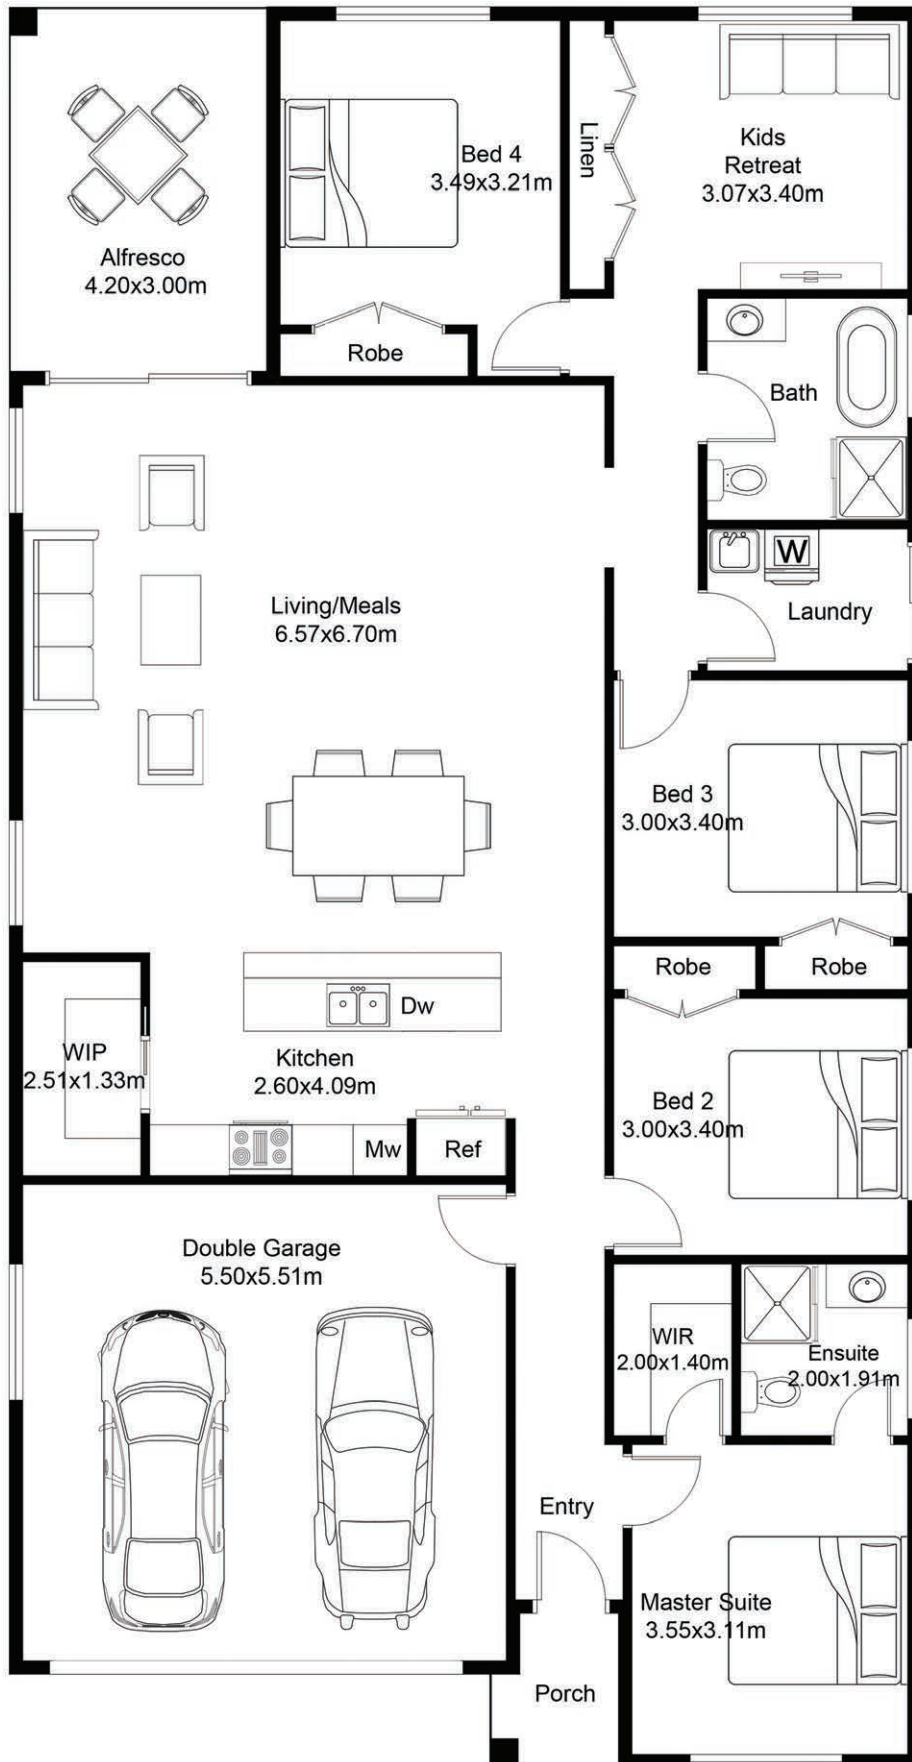 Bed 4
3.49x3.21m
Linen
Kids
Retreat
3.07x3.40m
Alfresco
4.20x3.00m
Robe
Bath
W
Laundry
Living/Meals
6.57x6.70m
Bed 3
3.00x3.40m
Robe
Robe
Dw
WIP
2.51x1.33m
Kitchen
2.60x4.09m
Bed 2
3.00x3.40m
Mw
Ref
Double Garage
5.50x5.51m
WIR
2.00x1.40m
Ensuite
2.00x1.91m
Entry
Master Suite
3.55x3.11m
Porch